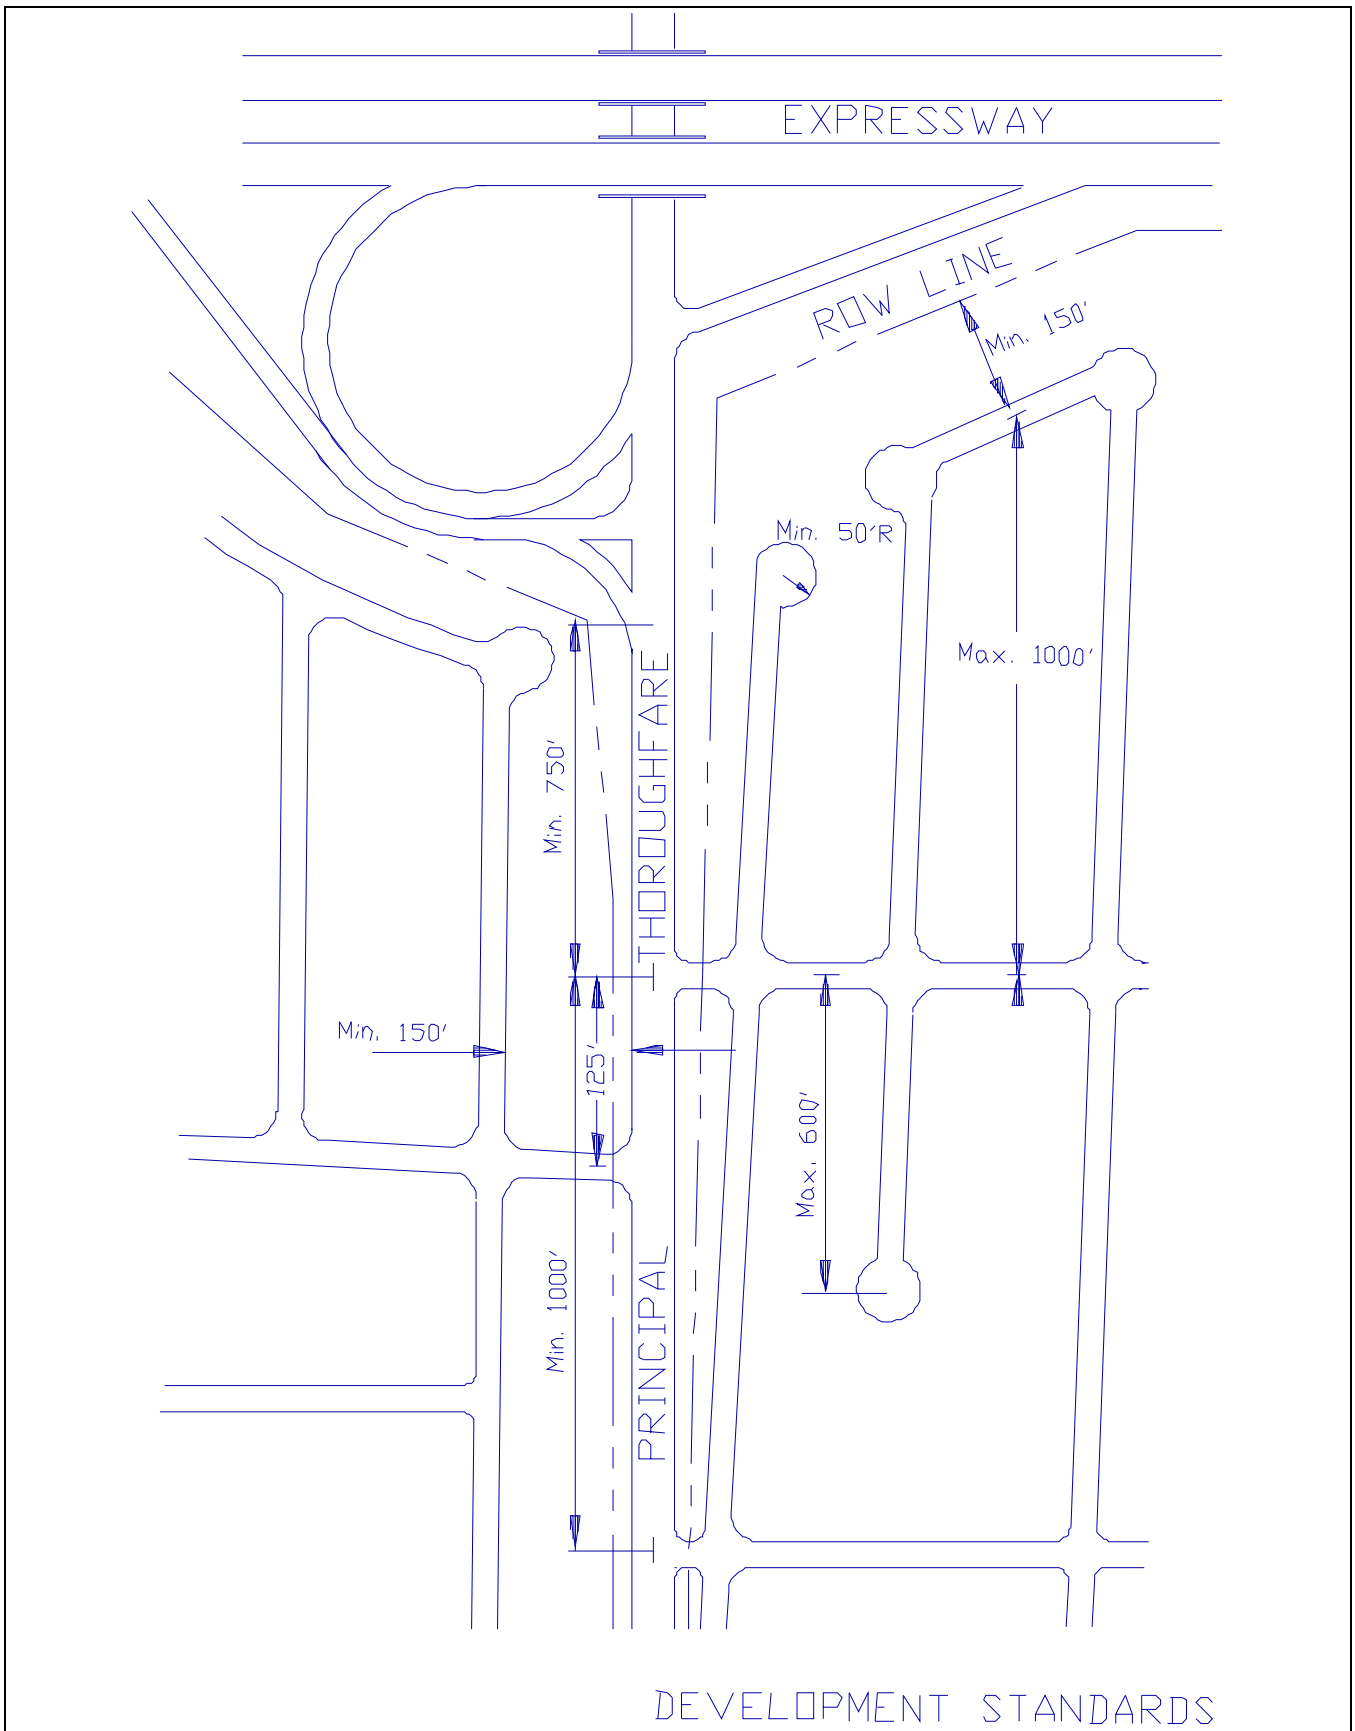 EXPRESSWAY
ROW LINE
Min. 150'
Min. 50'R
Max. 1000'
THOROUGHFARE
Min. 750'
Min. 150'
125'
Max. 600'
Min. 1000'
PRINCIPAL
DEVELOPMENT STANDARDS